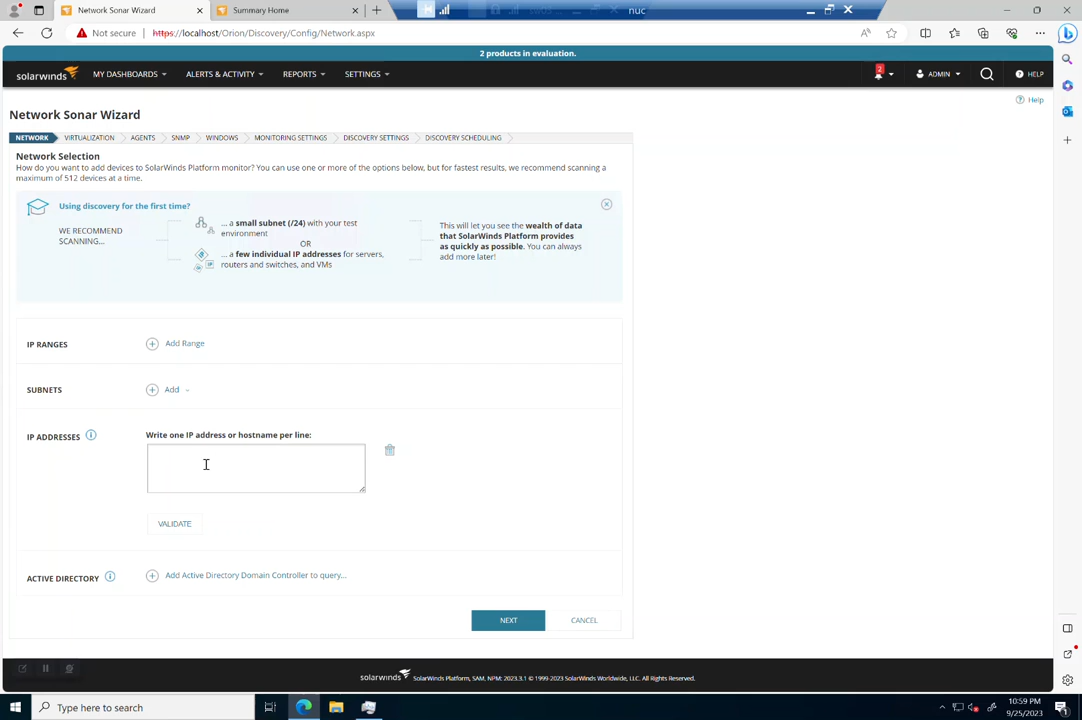 Network Sonar Wizard
Summary Home
nuc
Not secure
https://localhost/Orion/Discovery/Config/Network.aspx
2 products in evaluation.
solarwinds
MY DASHBOARDS
ALERTS & ACTIVITY
REPORTS
SETTINGS
2
ADMIN
HELP
Help
Network Sonar Wizard
NETWORK
VIRTUALIZATION
AGENTS
SNMP
WINDOWS
MONITORING SETTINGS
DISCOVERY SETTINGS
DISCOVERY SCHEDULING
Network Selection
How do you want to add devices to SolarWinds Platform monitor? You can use one or more of the options below, but for fastest results, we recommend scanning a
maximum of 512 devices at a time.
Using discovery for the first time?
WE RECOMMEND
SCANNING...
... a small subnet (/24) with your test
environment
OR
... a few individual IP addresses for servers,
routers and switches, and VMs
This will let you see the wealth of data
that SolarWinds Platform provides
as quickly as possible. You can always
add more later!
IP RANGES
Add Range
SUBNETS
Add
IP ADDRESSES
Write one IP address or hostname per line:
VALIDATE
ACTIVE DIRECTORY
Add Active Directory Domain Controller to query...
NEXT
CANCEL
solarwinds
SolarWinds Platform, SAM, NPM: 2023.3.1 © 1999-2023 SolarWinds Worldwide, LLC. All Rights Reserved.
Type here to search
10:59 PM
9/25/2023
1